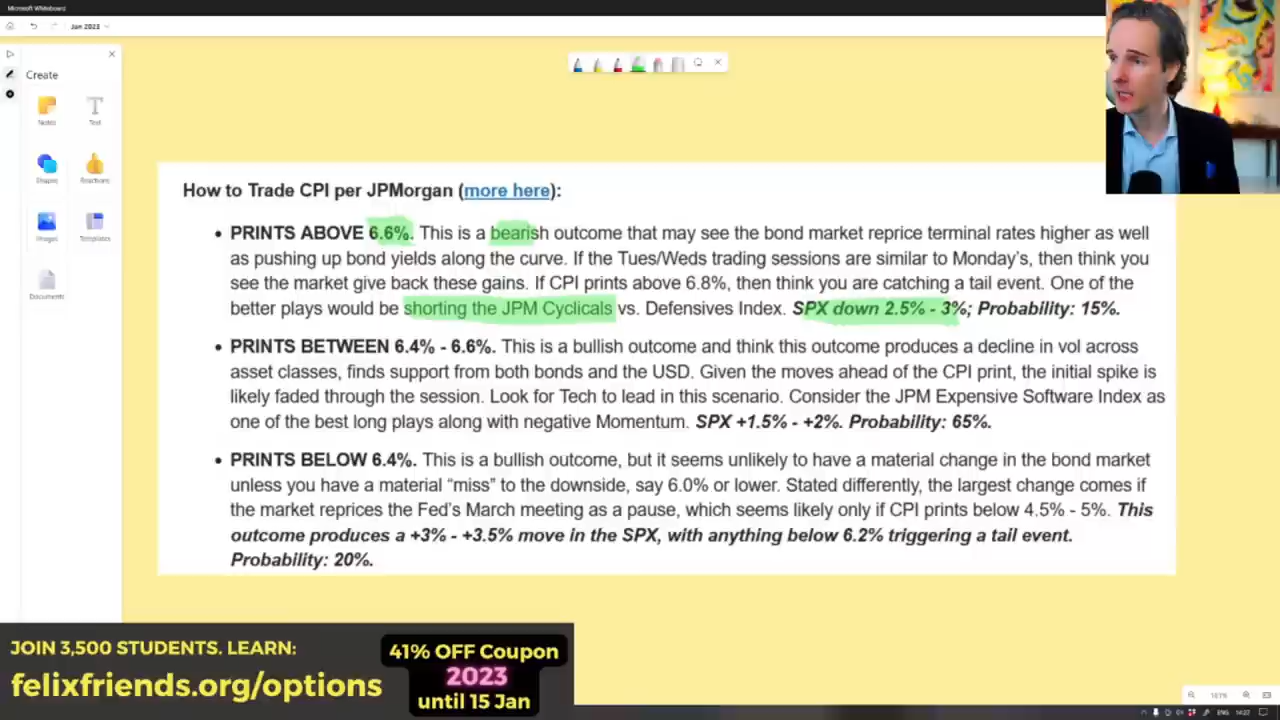 Microsoft Whiteboard
Jan 2023
Create
Notes
Text
Shapes
Reactions
Images
Templates
Documents
How to Trade CPI per JPMorgan (more here):
• PRINTS ABOVE 6.6%. This is a bearish outcome that may see the bond market reprice terminal rates higher as well
as pushing up bond yields along the curve. If the Tues/Weds trading sessions are similar to Monday's, then think you
see the market give back these gains. If CPI prints above 6.8%, then think you are catching a tail event. One of the
better plays would be shorting the JPM Cyclicals vs. Defensives Index. SPX down 2.5% - 3%; Probability: 15%.
• PRINTS BETWEEN 6.4% - 6.6%. This is a bullish outcome and think this outcome produces a decline in vol across
asset classes, finds support from both bonds and the USD. Given the moves ahead of the CPI print, the initial spike is
likely faded through the session. Look for Tech to lead in this scenario. Consider the JPM Expensive Software Index as
one of the best long plays along with negative Momentum. SPX +1.5% - +2%. Probability: 65%.
• PRINTS BELOW 6.4%. This is a bullish outcome, but it seems unlikely to have a material change in the bond market
unless you have a material “miss” to the downside, say 6.0% or lower. Stated differently, the largest change comes if
the market reprices the Fed's March meeting as a pause, which seems likely only if CPI prints below 4.5% - 5%. This
outcome produces a +3% - +3.5% move in the SPX, with anything below 6.2% triggering a tail event.
Probability: 20%.
JOIN 3,500 STUDENTS. LEARN:
felixfriends.org/options
41% OFF Coupon
2023
until 15 Jan
ENG